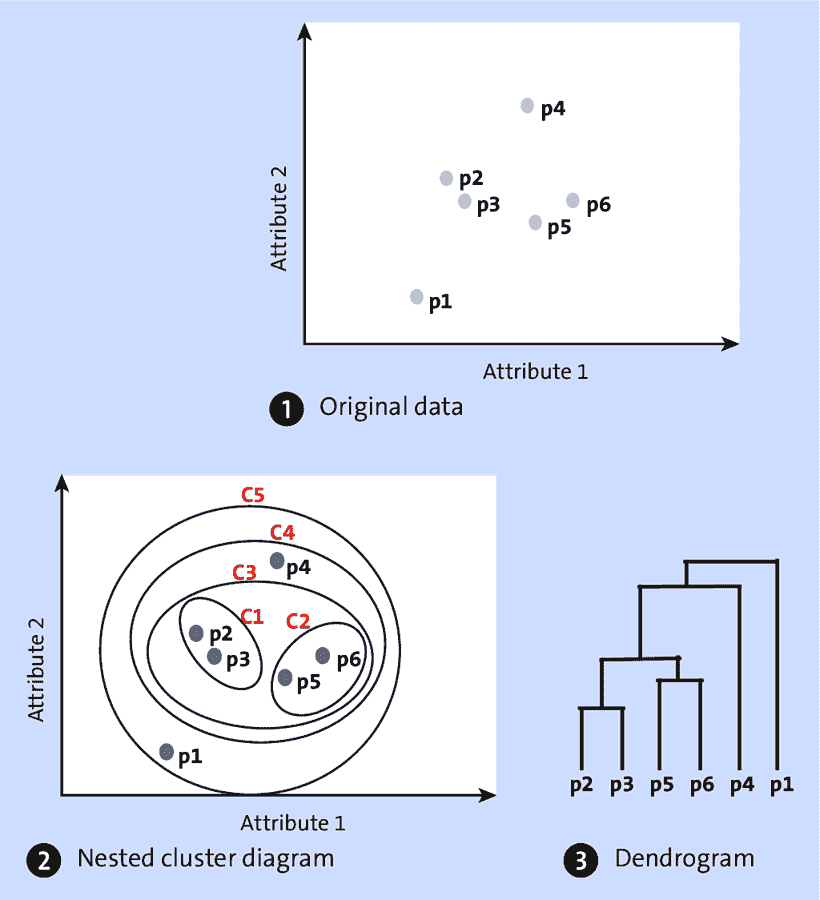 p4
p2
p3
p6
p5
p1
Attribute 2
Attribute 1
1 Original data
C5
C4
p4
C3
C1
C2
p2
p3
p6
p5
p1
Attribute 2
Attribute 1
2 Nested cluster diagram
p2 p3 p5 p6 p4 p1
3 Dendrogram